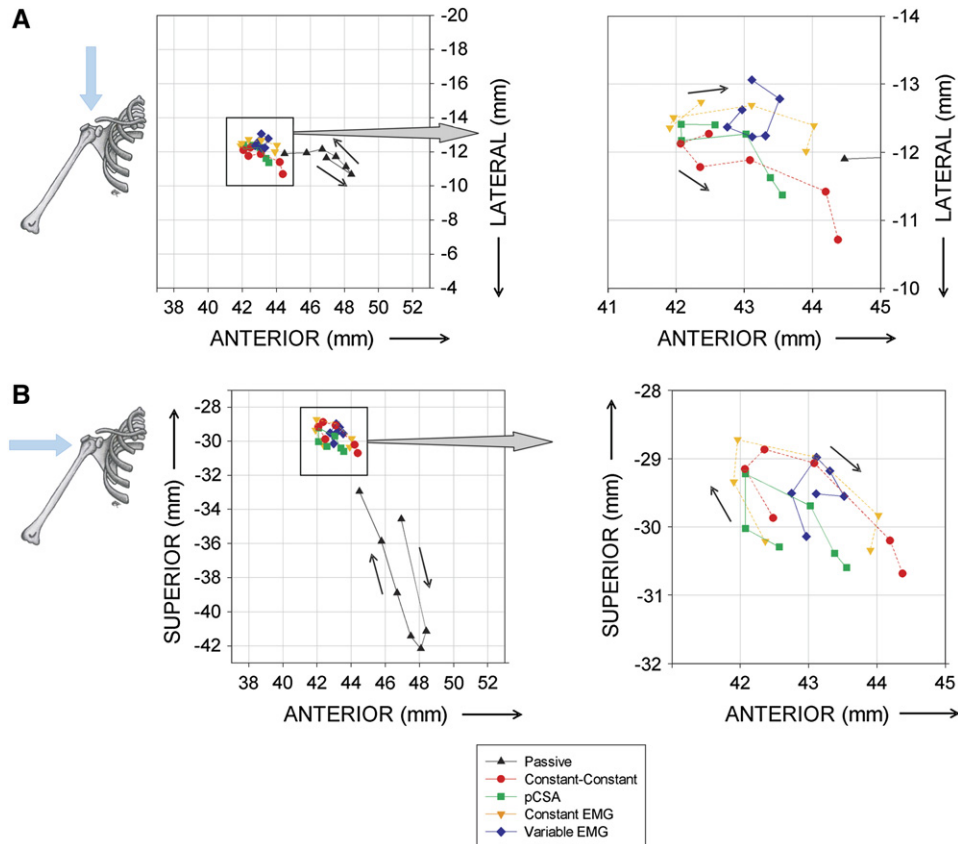 A
-20
-18
-16
-14
-12
-10
-8
-6
-4
LATERAL (mm)
38 40 42 44 46 48 50 52
ANTERIOR (mm)
-14
-13
-12
-11
-10
LATERAL (mm)
41 42 43 44 45
ANTERIOR (mm)
B
SUPERIOR (mm)
-28
-30
-32
-34
-36
-38
-40
-42
38 40 42 44 46 48 50 52
ANTERIOR (mm)
SUPERIOR (mm)
-28
-29
-30
-31
-32
42 43 44 45
ANTERIOR (mm)
Passive
Constant-Constant
pCSA
Constant EMG
Variable EMG